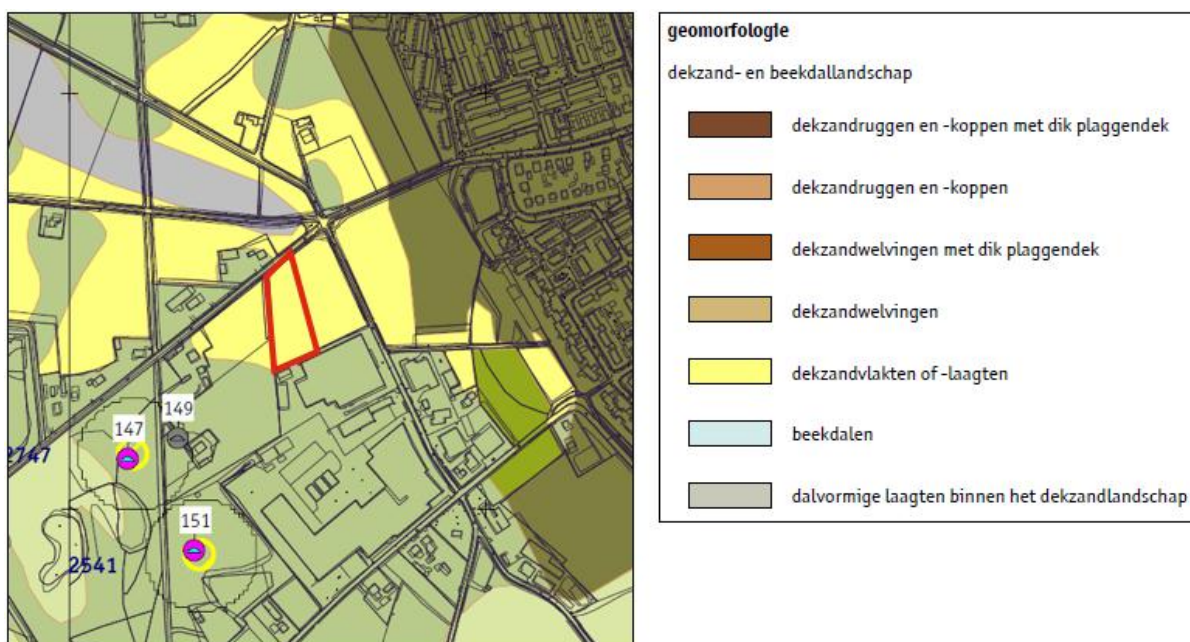 149
147
2747
151
2541
geomorfologie
dekzand- en beekdallandschap
dekzandruggen en -koppen met dik plaggendek
dekzandruggen en -koppen
dekzandwelvingen met dik plaggendek
dekzandwelvingen
dekzandvlakten of -laagten
beekdalen
dalvormige laagten binnen het dekzandlandschap